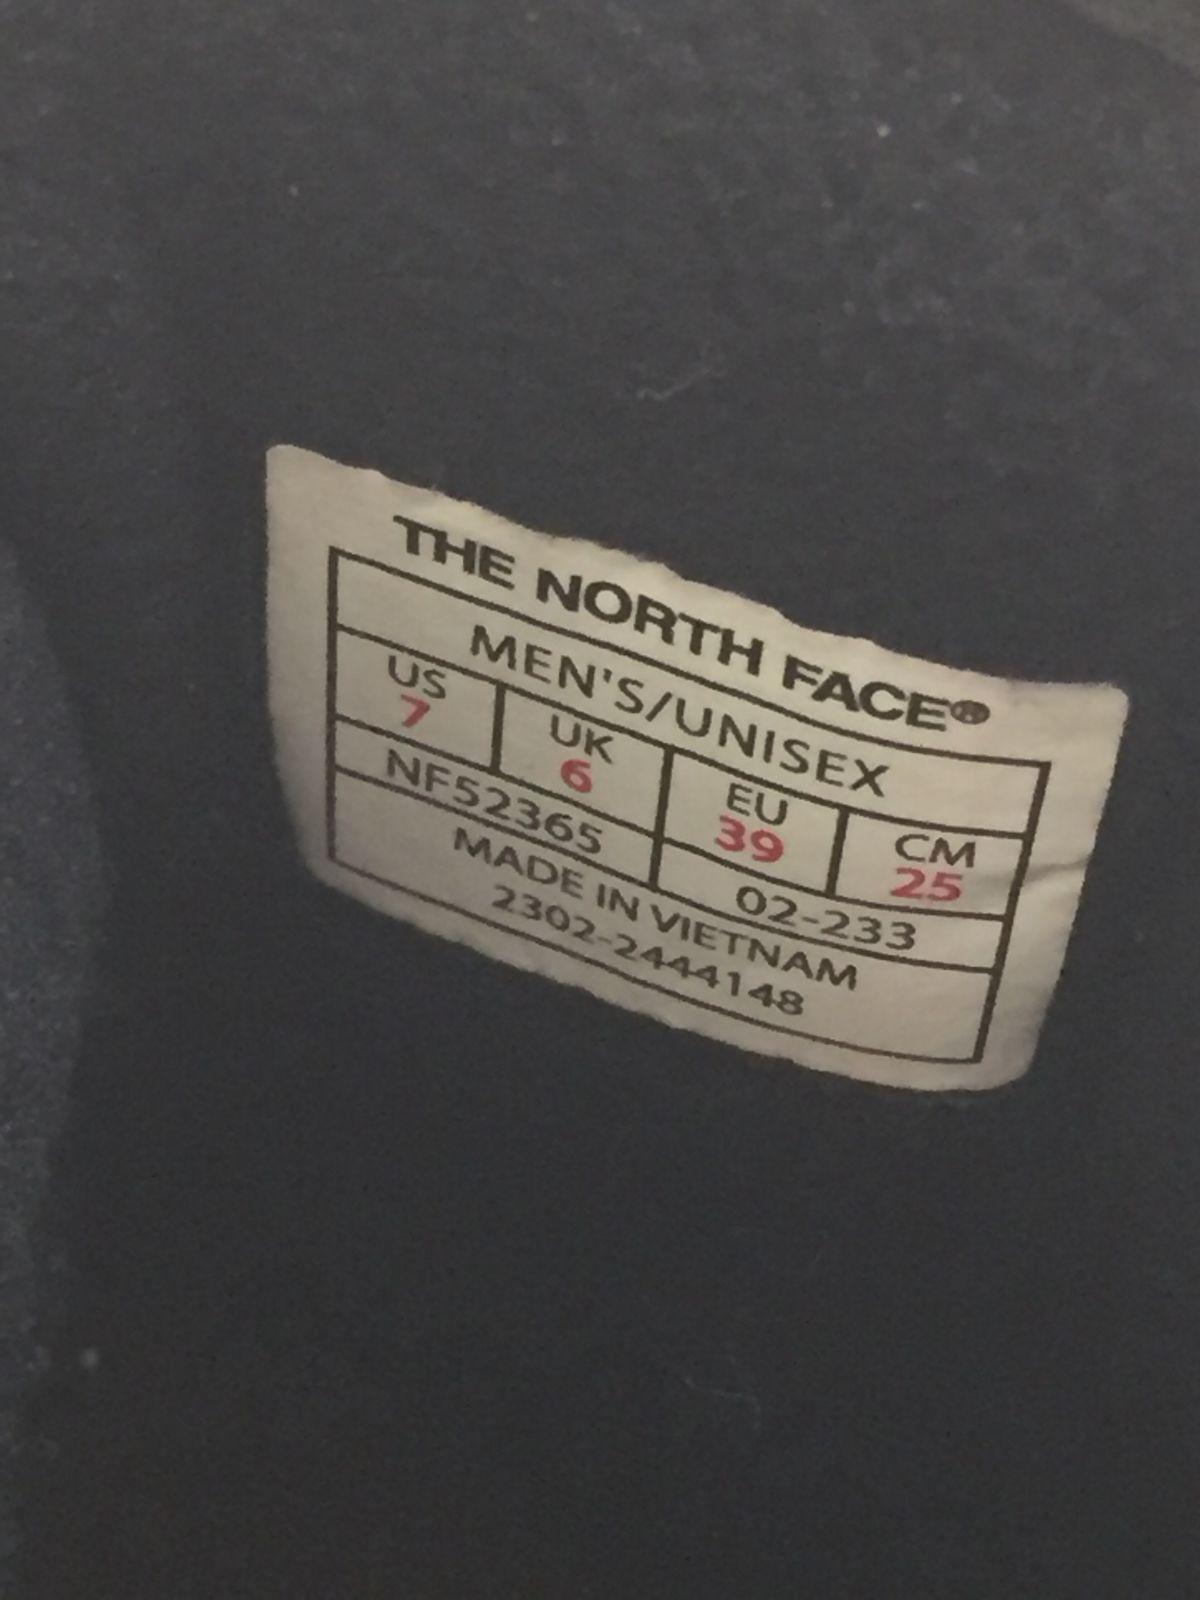 THE NORTH FACE®
MEN'S/UNISEX
US UK EU CM
7 6 39 25
NF52365 02-233
MADE IN VIETNAM
2302-2444148